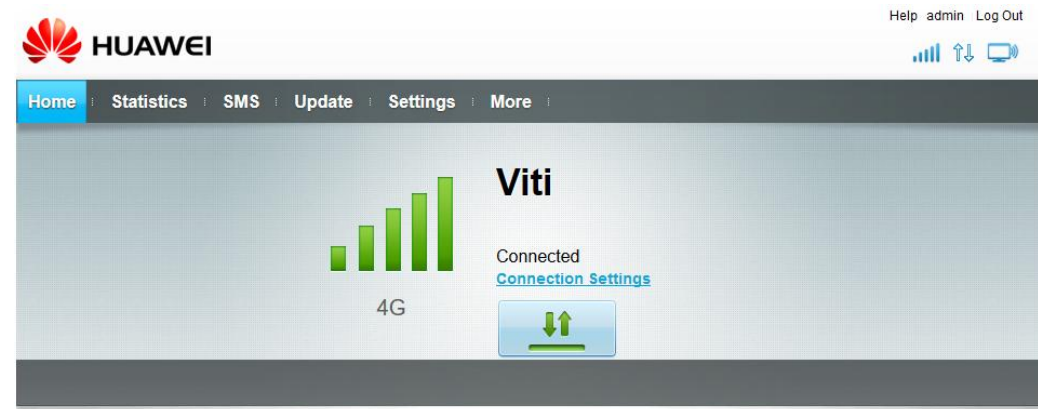 Help admin Log Out
HUAWEI
Home Statistics SMS Update Settings More
Viti
Connected
Connection Settings
4G